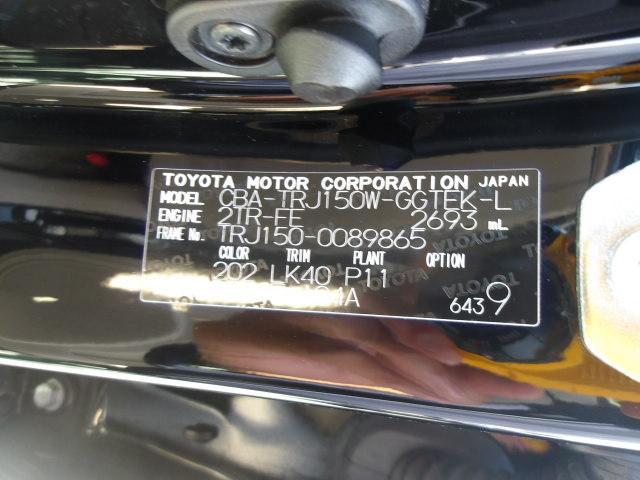 TOYOTA MOTOR CORPORATION JAPAN
MODEL CBA-TRJ150W-GGTEK-L
ENGINE 2TR-FE 2693 mL
FRAME No. TRJ150-0089865
COLOR TRIM PLANT OPTION
202 LK40 P11
6439